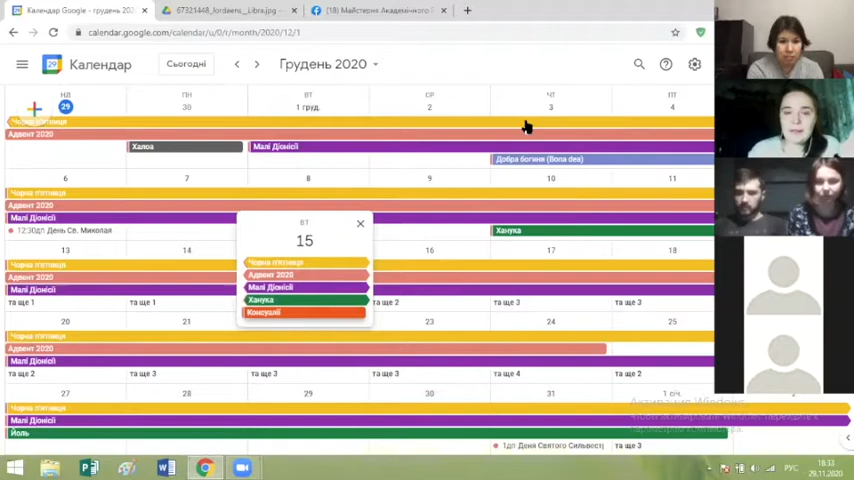 Календар Google - грудень 2020
67321448_Jordaens__Libra.jpg -
(18) Майстерня Академічного
calendar.google.com/calendar/u/0/r/month/2020/12/1
29
Календар
Сьогодні
Грудень 2020
НД ПН ВТ СР ЧТ ПТ
29 30 1 груд. 2 3 4
Чорна п'ятниця
Адвент 2020
Халоа
Малі Діонісії
Добра богиня (Bona dea)
6 7 8 9 10 11
Чорна п'ятниця
Адвент 2020
Малі Діонісії
12:30дп День Св. Миколая
Ханука
13 14 16 17 18
Чорна п'ятниця
Адвент 2020
Малі Діонісії
та ще 1 та ще 1 та ще 2 та ще 3 та ще 3
ВТ
15
Чорна п'ятниця
Адвент 2020
Малі Діонісії
Ханука
Консуалії
20 21 23 24 25
Чорна п'ятниця
Адвент 2020
Малі Діонісії
та ще 2 та ще 3 та ще 3 та ще 3 та ще 4 та ще 2
27 28 29 30 31 1 січ.
Чорна п'ятниця
Малі Діонісії
Йоль
1дп Деня Святого Сильвестр
та ще 3
Активация Windows
РУС
18:33
29.11.2020